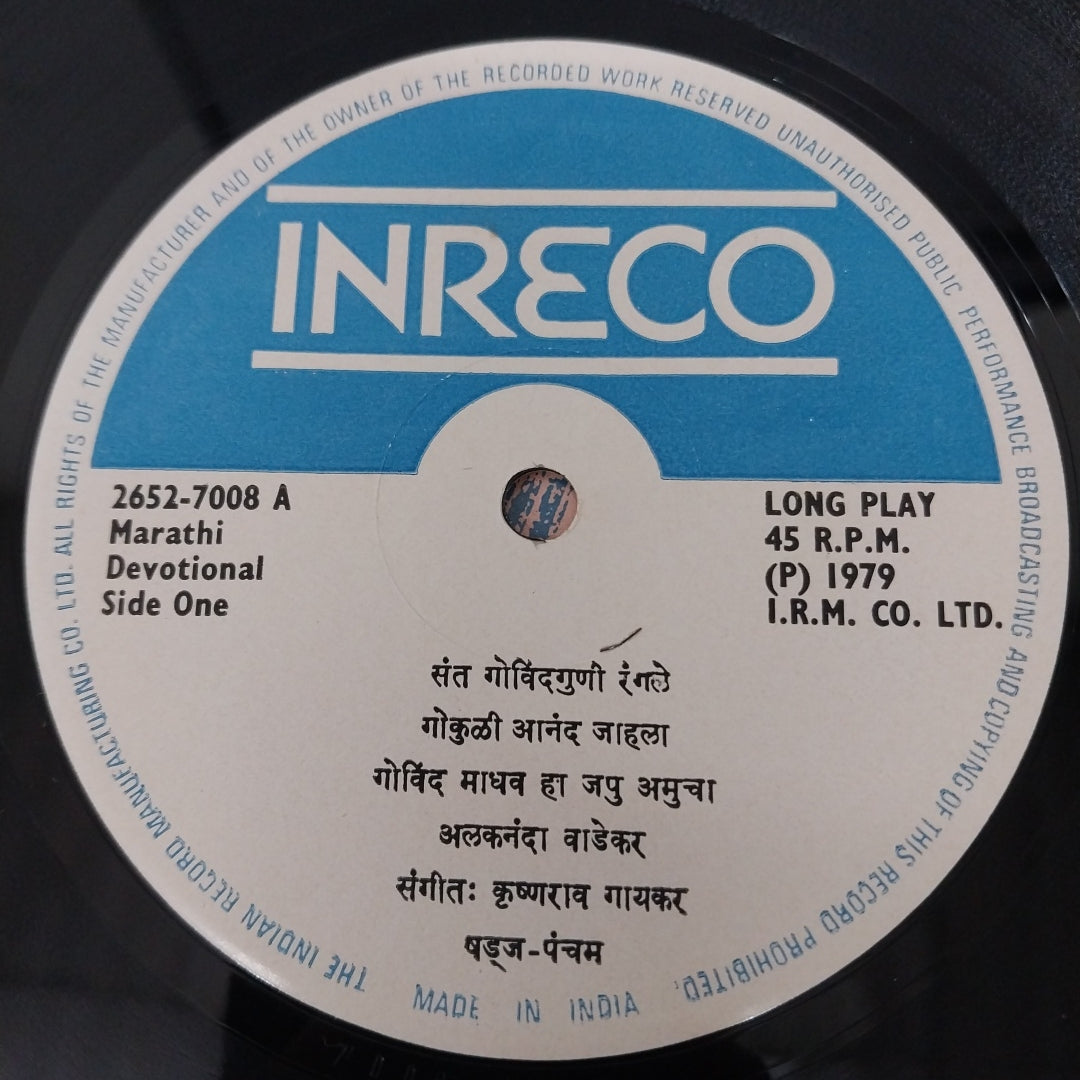 THE INDIAN RECORD MANUFACTURING CO. LTD. ALL RIGHTS OF THE MANUFACTURER AND OF THE OWNER OF THE RECORDED WORK RESERVED UNAUTHORISED PUBLIC PERFORMANCE BROADCASTING AND COPYING OF THIS RECORD PROHIBITED.
INRECO
2652-7008 A
Marathi
Devotional
Side One
LONG PLAY
45 R.P.M.
(P) 1979
I.R.M. CO. LTD.
संत गोविंदगुणी रंगले
गोकुळी आनंद जाहला
गोविंद माधव हा जपु अमुचा
अलकनंदा वाडेकर
संगीतः कृष्णराव गायकर
षड्ज-पंचम
MADE IN INDIA